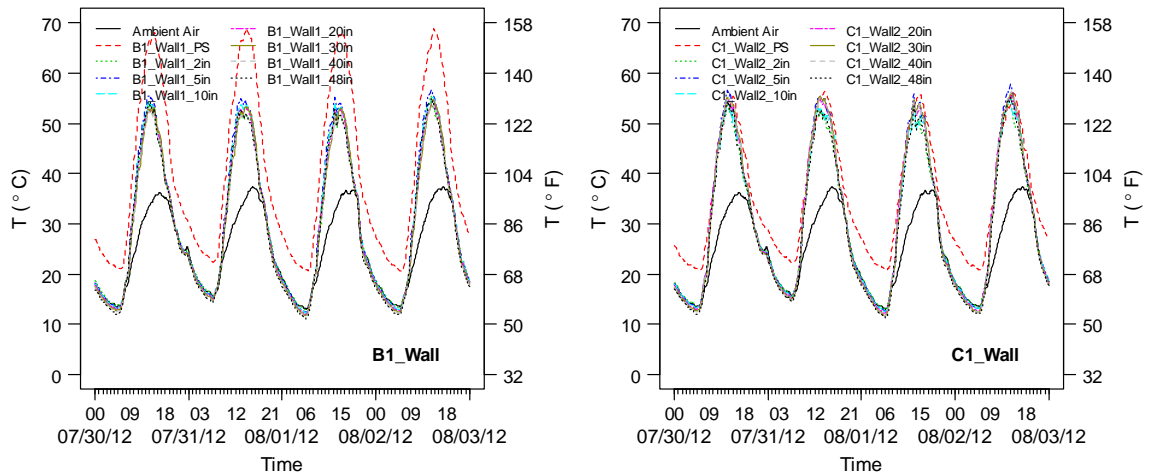 70
60
50
40
30
20
10
0
T ( ° C)
Ambient Air
B1_Wall1_PS
B1_Wall1_2in
B1_Wall1_5in
B1_Wall1_10in
B1_Wall1_20in
B1_Wall1_30in
B1_Wall1_40in
B1_Wall1_48in
B1_Wall
158
140
122
104
86
68
50
32
T ( ° F)
00 09 18 03 12 21 06 15 00 09 18
07/30/12 07/31/12 08/01/12 08/02/12 08/03/12
Time
70
60
50
40
30
20
10
0
T ( ° C)
Ambient Air
C1_Wall2_PS
C1_Wall2_2in
C1_Wall2_5in
C1_Wall2_10in
C1_Wall2_20in
C1_Wall2_30in
C1_Wall2_40in
C1_Wall2_48in
C1_Wall
158
140
122
104
86
68
50
32
T ( ° F)
00 09 18 03 12 21 06 15 00 09 18
07/30/12 07/31/12 08/01/12 08/02/12 08/03/12
Time